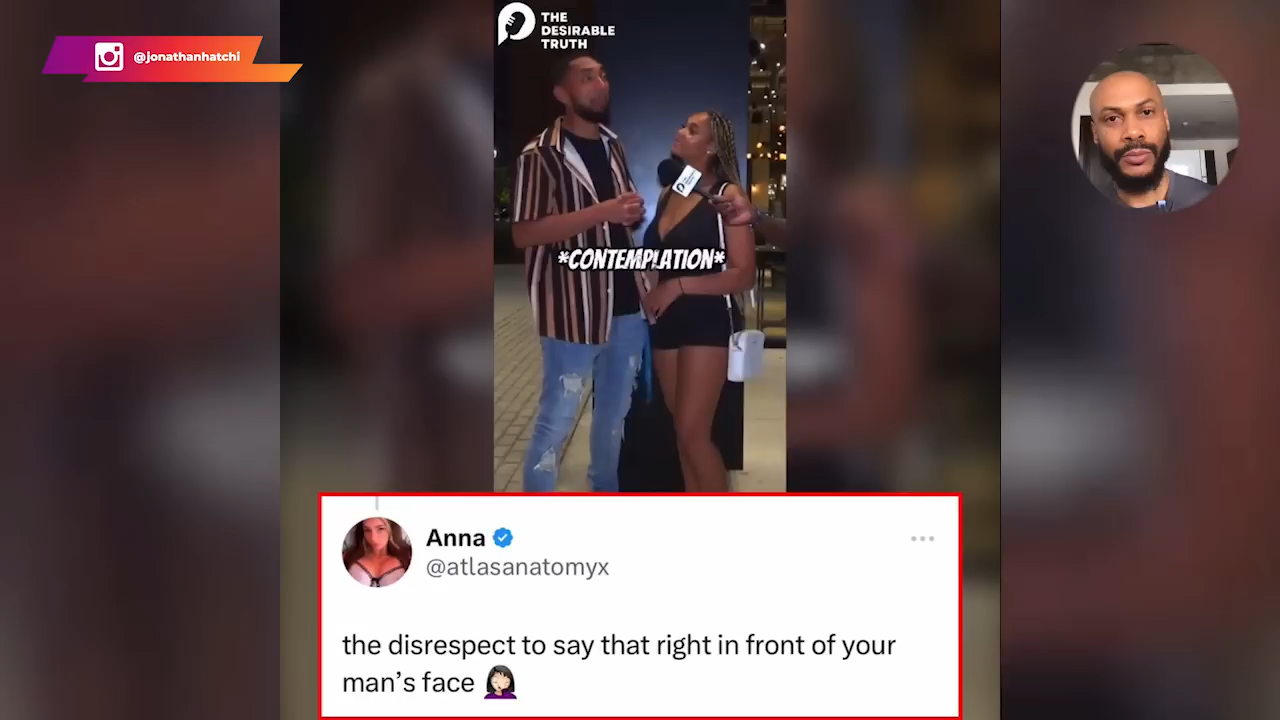 @jonathanhatchi
THE
DESIRABLE
TRUTH
*CONTEMPLATION*
Anna
@atlasanatomyx
the disrespect to say that right in front of your
man’s face 🤦🏻‍♀️